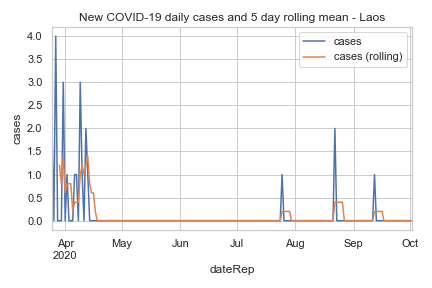 New COVID-19 daily cases and 5 day rolling mean - Laos
cases
cases (rolling)
4.0
3.5
3.0
2.5
2.0
1.5
1.0
0.5
0.0
cases
Apr
2020
May
Jun
Jul
Aug
Sep
Oct
dateRep